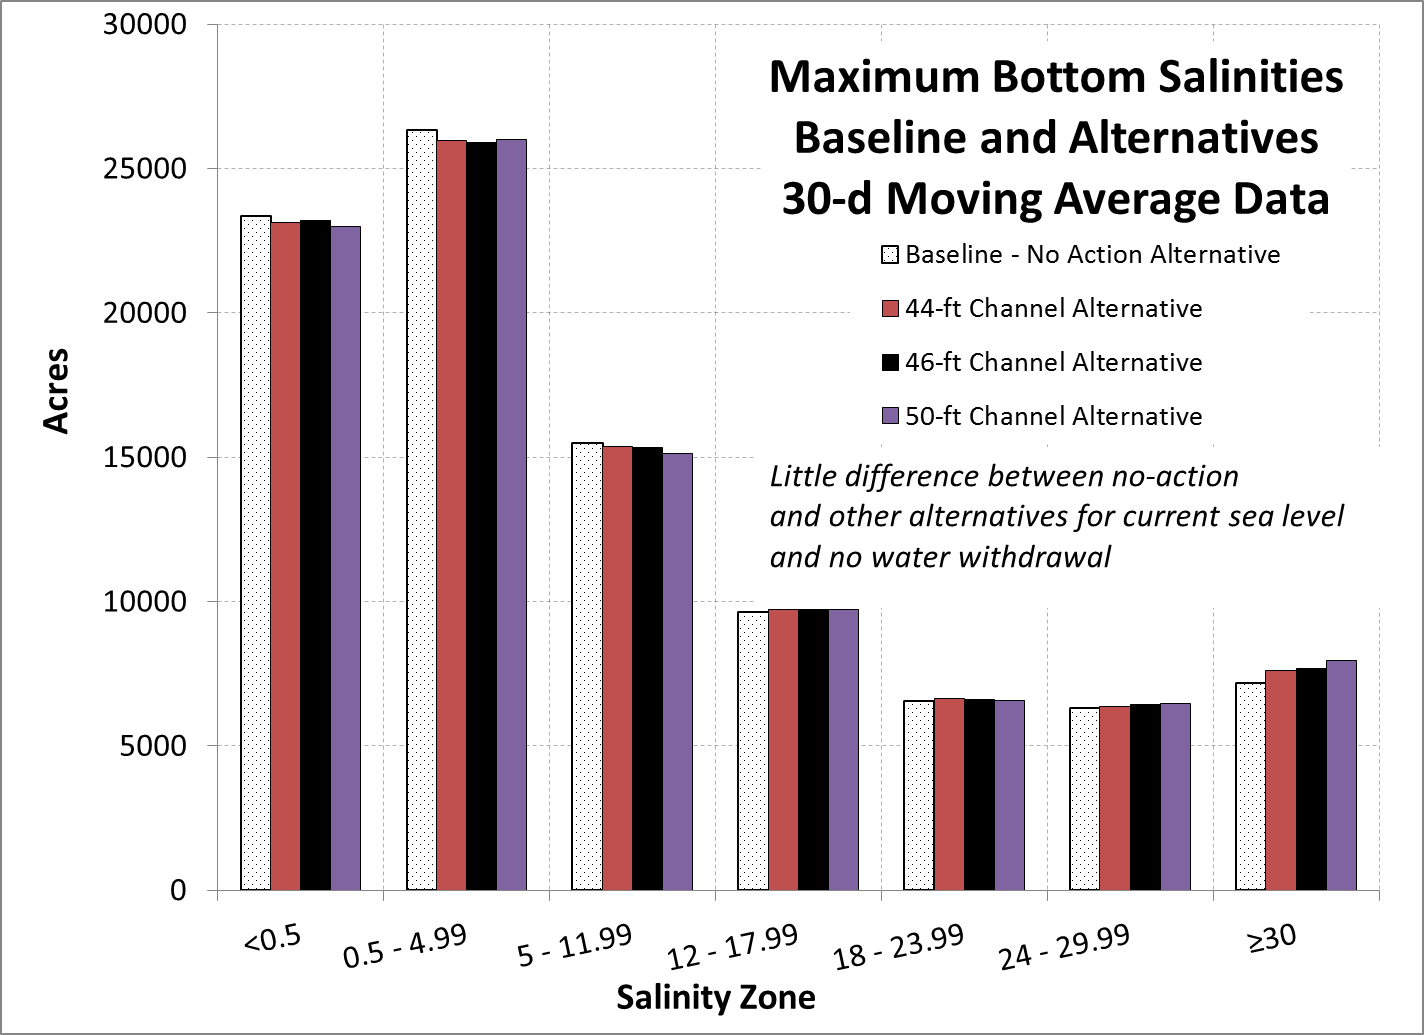 Maximum Bottom Salinities
Baseline and Alternatives
30-d Moving Average Data
Baseline - No Action Alternative
44-ft Channel Alternative
46-ft Channel Alternative
50-ft Channel Alternative
Little difference between no-action
and other alternatives for current sea level
and no water withdrawal
Acres
30000
25000
20000
15000
10000
5000
0
<0.5
0.5 - 4.99
5 - 11.99
12 - 17.99
18 - 23.99
24 - 29.99
≥30
Salinity Zone